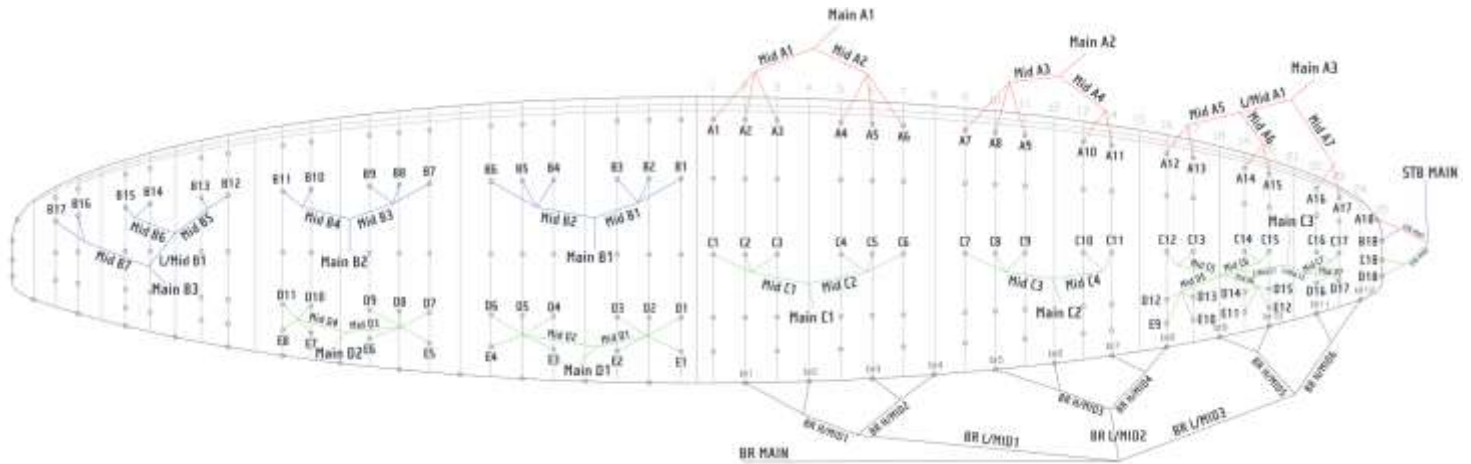 Main A1
Mid A1
Mid A2
Main A2
Mid A3
Mid A4
Main A3
L/Mid A1
Mid A5
Mid A6
Mid A7
STB MAIN
A1 A2 A3 A4 A5 A6 A7 A8 A9 A10 A11 A12 A13 A14 A15 A16 A17 A18
B17 B16 B15 B14 B13 B12 B11 B10 B9 B8 B7 B6 B5 B4 B3 B2 B1
Mid B7
Mid B6
Mid B5
L/Mid B1
Main B3
Mid B4
Mid B3
Main B2
Mid B2
Mid B1
Main B1
C1 C2 C3 C4 C5 C6 C7 C8 C9 C10 C11 C12 C13 C14 C15 C16 C17
Main C3
B18
C18
D18
Mid C1
Mid C2
Main C1
Mid C3
Mid C4
Main C2
D11 D10 D9 D8 D7 D6 D5 D4 D3 D2 D1
D12 D13 D14 D15 D16 D17
Mid D4
Mid D3
Main D2
Mid D2
Mid D1
Main D1
E8 E7 E6 E5 E4 E3 E2 E1
E9 E10 E11 E12
BR H/MID1
BR H/MID2
BR H/MID3
BR H/MID4
BR H/MID5
BR H/MID6
BR L/MID1
BR L/MID2
BR L/MID3
BR MAIN